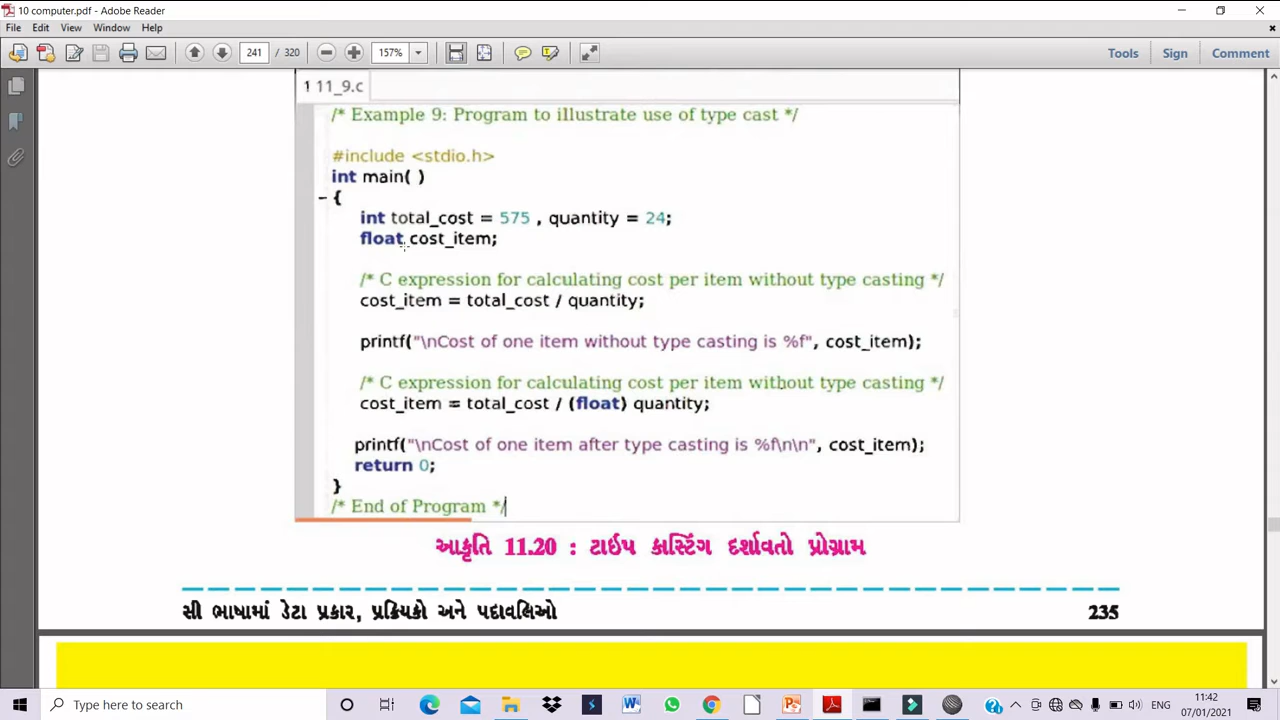 10 computer.pdf - Adobe Reader
File Edit View Window Help
241 / 320 157% Tools Sign Comment
1 11_9.c
/* Example 9: Program to illustrate use of type cast */
#include <stdio.h>
int main( )
{
int total_cost = 575 , quantity = 24;
float cost_item;
/* C expression for calculating cost per item without type casting */
cost_item = total_cost / quantity;
printf("\nCost of one item without type casting is %f", cost_item);
/* C expression for calculating cost per item without type casting */
cost_item = total_cost / (float) quantity;
printf("\nCost of one item after type casting is %f\n\n", cost_item);
return 0;
}
/* End of Program */
આકૃતિ 11.20 : ટાઈપ કાસ્ટિંગ દર્શાવતો પ્રોગ્રામ
સી ભાષામાં ડેટા પ્રકાર, પ્રક્રિયકો અને પદાવલિઓ 235
Type here to search
ENG
11:42
07/01/2021